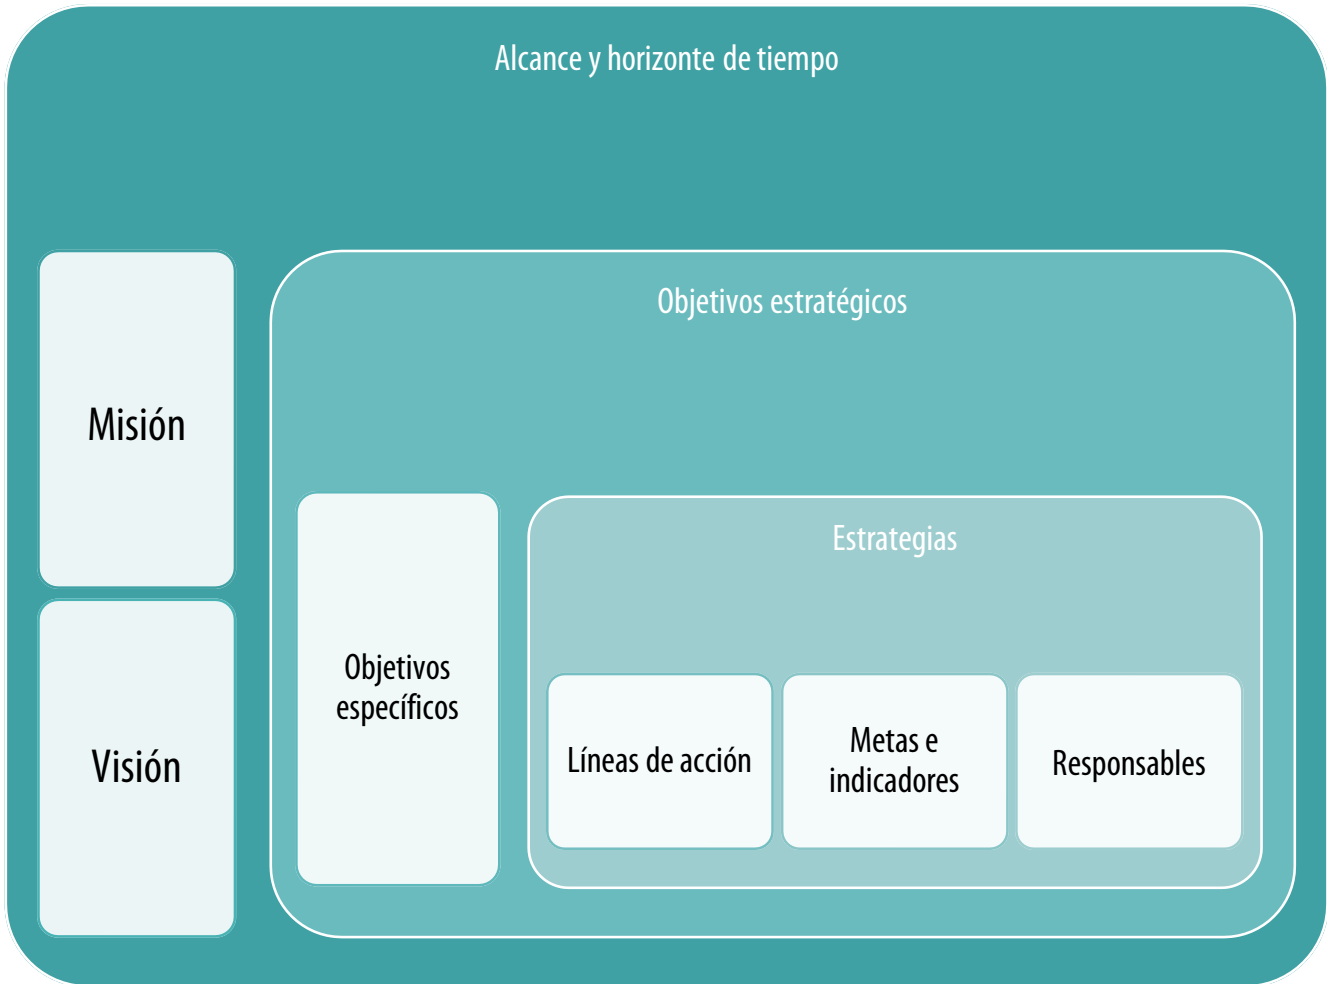 Alcance y horizonte de tiempo
Misión
Visión
Objetivos estratégicos
Objetivos
específicos
Estrategias
Líneas de acción
Metas e
indicadores
Responsables